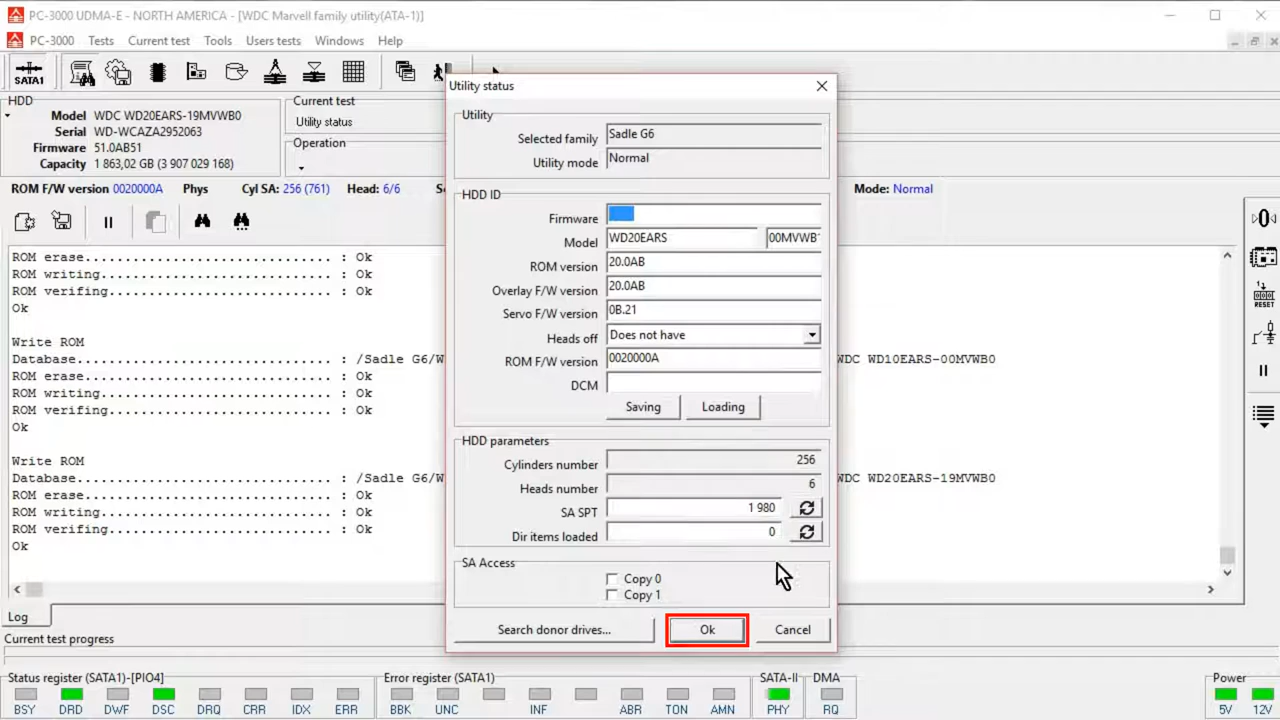 PC-3000 UDMA-E - NORTH AMERICA - [WDC Marvell family utility(ATA-1)]
PC-3000 Tests Current test Tools Users tests Windows Help
SATA1
HDD
Model WDC WD20EARS-19MVWB0
Serial WD-WCAZA2952063
Firmware 51.0AB51
Capacity 1 863,02 GB (3 907 029 168)
Current test
Utility status
Operation
ROM F/W version 0020000A Phys Cyl SA: 256 (761) Head: 6/6 Mode: Normal
ROM erase............................. : Ok
ROM writing........................... : Ok
ROM verifing.......................... : Ok
Ok
Write ROM
Database.............................. : /Sadle G6/W WDC WD10EARS-00MVWB0
ROM erase............................. : Ok
ROM writing........................... : Ok
ROM verifing.......................... : Ok
Ok
Write ROM
Database.............................. : /Sadle G6/W WDC WD20EARS-19MVWB0
ROM erase............................. : Ok
ROM writing........................... : Ok
ROM verifing.......................... : Ok
Ok
Utility status
Utility
Selected family Sadle G6
Utility mode Normal
HDD ID
Firmware
Model WD20EARS 00MVWB
ROM version 20.0AB
Overlay F/W version 20.0AB
Servo F/W version 0B.21
Heads off Does not have
ROM F/W version 0020000A
DCM
Saving Loading
HDD parameters
Cylinders number 256
Heads number 6
SA SPT 1 980
Dir items loaded 0
SA Access
Copy 0
Copy 1
Search donor drives... Ok Cancel
RESET
Log
Current test progress
Status register (SATA1)-[PIO4] Error register (SATA1) SATA-II DMA Power
BSY DRD DWF DSC DRQ CRR IDX ERR BBK UNC INF ABR TON AMN PHY RQ 5V 12V